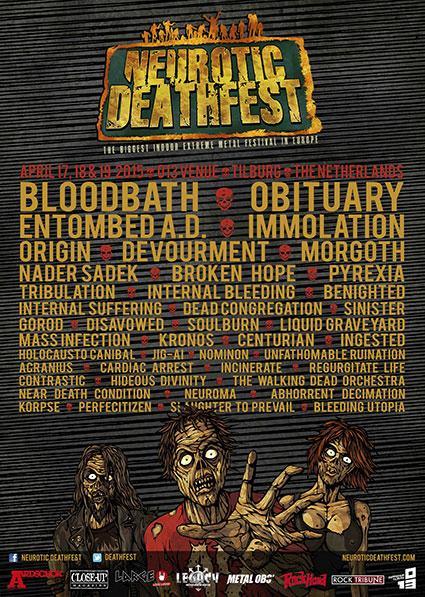 NEUROTIC
DEATHFEST
THE BIGGEST INDOOR EXTREME METAL FESTIVAL IN EUROPE
APRIL 17, 18 & 19, 2015 013 VENUE TILBURG THE NETHERLANDS
BLOODBATH OBITUARY
ENTOMBED A.D. IMMOLATION
ORIGIN DEVOURMENT MORGOTH
NADER SADEK BROKEN HOPE PYREXIA
TRIBULATION INTERNAL BLEEDING BENIGHTED
INTERNAL SUFFERING DEAD CONGREGATION SINISTER
GOROD DISAVOWED SOULBURN LIQUID GRAVEYARD
MASS INFECTION KRONOS CENTURIAN INGESTED
HOLOCAUSTO CANIBAL JIG-AI NOMINON UNFATHOMABLE RUINATION
ACRANIUS CARDIAC ARREST INCINERATE REGURGITATE LIFE
CONTRASTIC HIDEOUS DIVINITY THE WALKING DEAD ORCHESTRA
NEAR DEATH CONDITION NEUROMA ABHORRENT DECIMATION
KORPSE PERFECITIZEN SLAUGHTER TO PREVAIL BLEEDING UTOPIA
NEUROTIC DEATHFEST DEATHFEST NEUROTICDEATHFEST.COM
AARDSCHOK CLOSE-UP LEGACY METAL OBS' ROCKHARD ROCK TRIBUNE 013